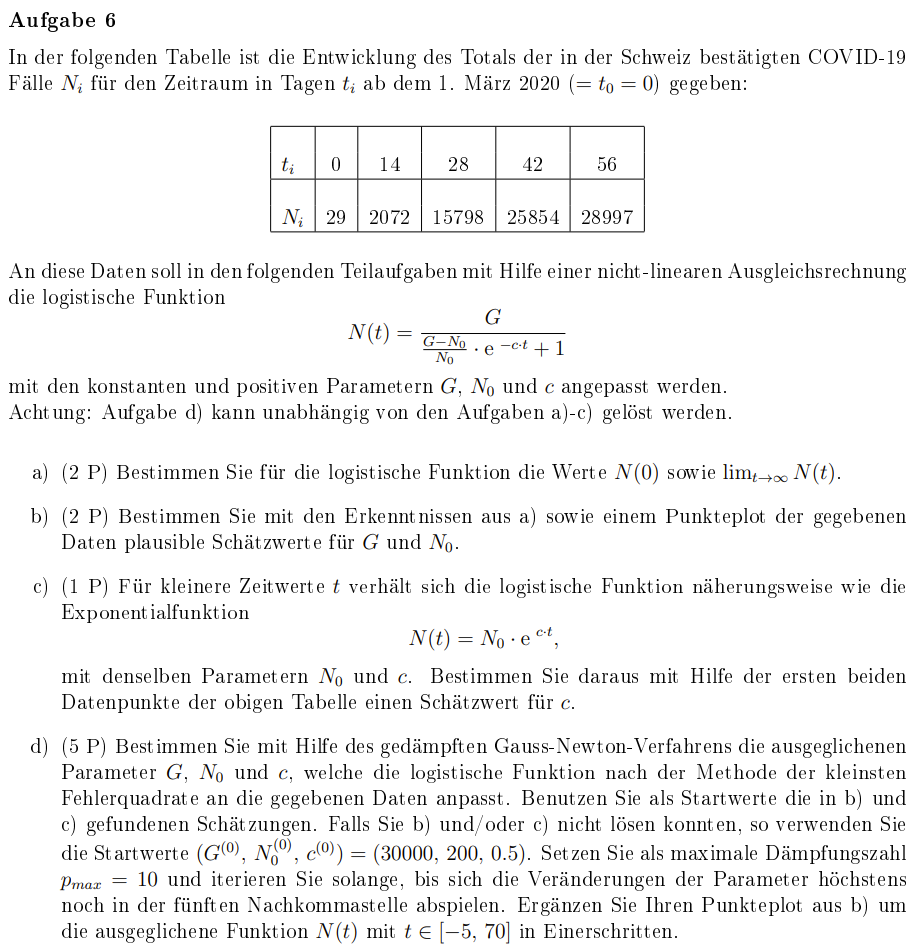 Aufgabe 6
In der folgenden Tabelle ist die Entwicklung des Totals der in der Schweiz bestätigten COVID-19
Fälle N_i für den Zeitraum in Tagen t_i ab dem 1. März 2020 (= t_0 = 0) gegeben:
t_i 0 14 28 42 56
N_i 29 2072 15798 25854 28997
An diese Daten soll in den folgenden Teilaufgaben mit Hilfe einer nicht-linearen Ausgleichsrechnung
die logistische Funktion
N(t) = \frac{G}{\frac{G-N_0}{N_0} · e^{-c·t} + 1}
mit den konstanten und positiven Parametern G, N_0 und c angepasst werden.
Achtung: Aufgabe d) kann unabhängig von den Aufgaben a)-c) gelöst werden.
a) (2 P) Bestimmen Sie für die logistische Funktion die Werte N(0) sowie lim_{t→∞} N(t).
b) (2 P) Bestimmen Sie mit den Erkenntnissen aus a) sowie einem Punkteplot der gegebenen
Daten plausible Schätzwerte für G und N_0.
c) (1 P) Für kleinere Zeitwerte t verhält sich die logistische Funktion näherungsweise wie die
Exponentialfunktion
N(t) = N_0 · e^{c·t},
mit denselben Parametern N_0 und c. Bestimmen Sie daraus mit Hilfe der ersten beiden
Datenpunkte der obigen Tabelle einen Schätzwert für c.
d) (5 P) Bestimmen Sie mit Hilfe des gedämpften Gauss-Newton-Verfahrens die ausgeglichenen
Parameter G, N_0 und c, welche die logistische Funktion nach der Methode der kleinsten
Fehlerquadrate an die gegebenen Daten anpasst. Benutzen Sie als Startwerte die in b) und
c) gefundenen Schätzungen. Falls Sie b) und/oder c) nicht lösen konnten, so verwenden Sie
die Startwerte (G^{(0)}, N_0^{(0)}, c^{(0)}) = (30000, 200, 0.5). Setzen Sie als maximale Dämpfungszahl
p_{max} = 10 und iterieren Sie solange, bis sich die Veränderungen der Parameter höchstens
noch in der fünften Nachkommastelle abspielen. Ergänzen Sie Ihren Punkteplot aus b) um
die ausgeglichene Funktion N(t) mit t ∈ [−5, 70] in Einerschritten.